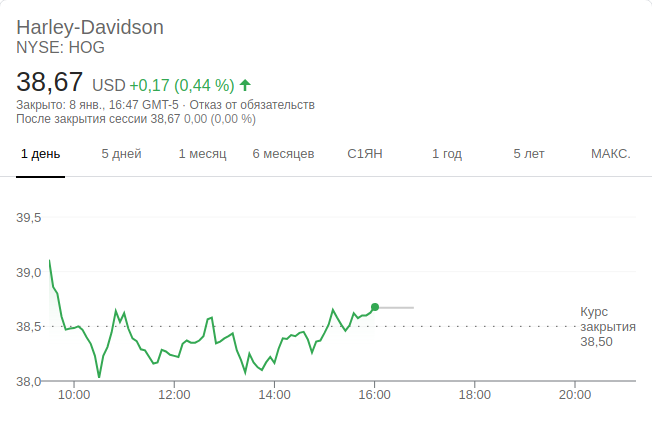 Harley-Davidson
NYSE: HOG
38,67 USD +0,17 (0,44 %)
Закрыто: 8 янв., 16:47 GMT-5 · Отказ от обязательств
После закрытия сессии 38,67 0,00 (0,00 %)
1 день 5 дней 1 месяц 6 месяцев С1ЯН 1 год 5 лет МАКС.
39,5
39,0
38,5
Курс
закрытия
38,50
38,0
10:00 12:00 14:00 16:00 18:00 20:00